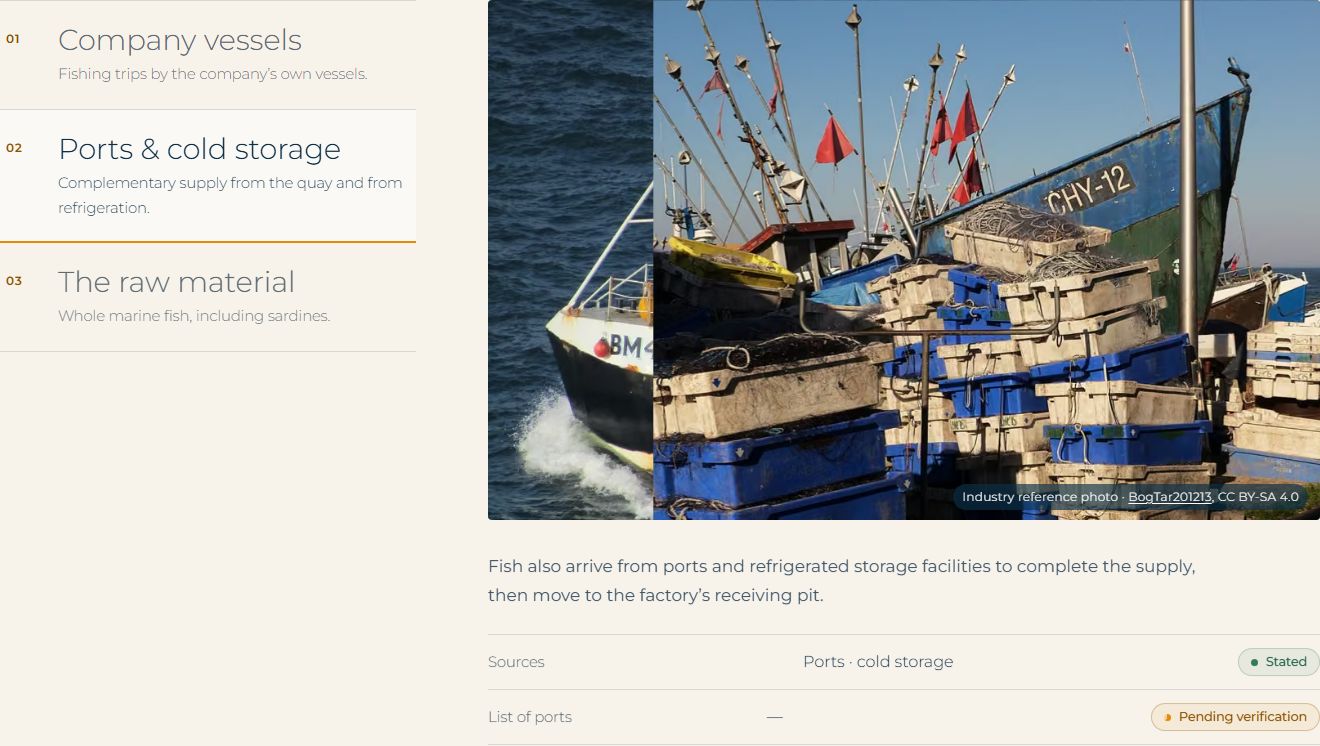 01
Company vessels
Fishing trips by the company's own vessels.
02
Ports & cold storage
Complementary supply from the quay and from
refrigeration.
03
The raw material
Whole marine fish, including sardines.
CHY-12
BM4
Industry reference photo · BogTar201213, CC BY-SA 4.0
Fish also arrive from ports and refrigerated storage facilities to complete the supply,
then move to the factory's receiving pit.
Sources
Ports · cold storage
Stated
List of ports
—
Pending verification